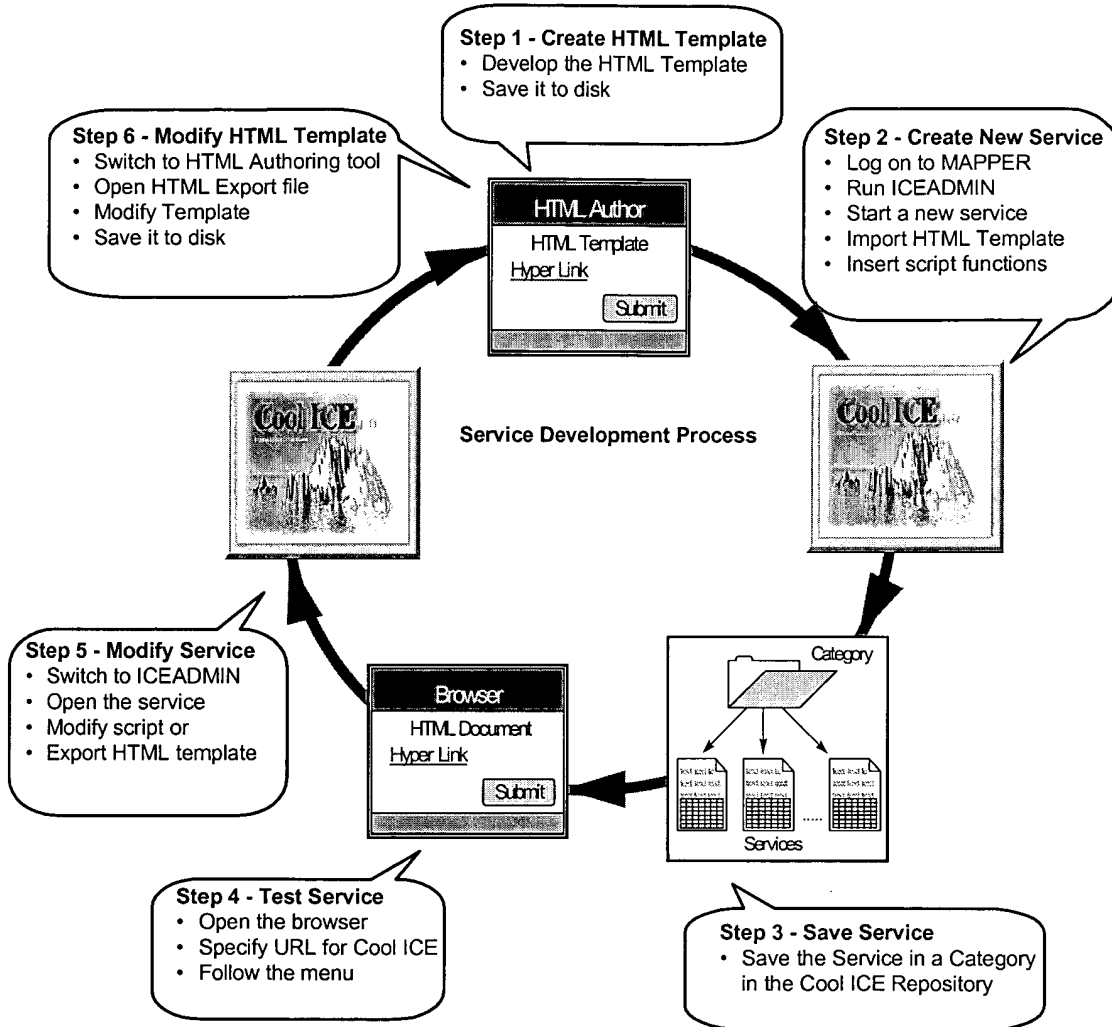 Step 1 - Create HTML Template
• Develop the HTML Template
• Save it to disk
Step 6 - Modify HTML Template
• Switch to HTML Authoring tool
• Open HTML Export file
• Modify Template
• Save it to disk
Step 2 - Create New Service
• Log on to MAPPER
• Run ICEADMIN
• Start a new service
• Import HTML Template
• Insert script functions
HTML Author
HTML Template
Hyper Link
Submit
Cool ICE
Service Development Process
Cool ICE
Step 5 - Modify Service
• Switch to ICEADMIN
• Open the service
• Modify script or
• Export HTML template
Browser
HTML Document
Hyper Link
Submit
Category
.....
Services
Step 4 - Test Service
• Open the browser
• Specify URL for Cool ICE
• Follow the menu
Step 3 - Save Service
• Save the Service in a Category
in the Cool ICE Repository